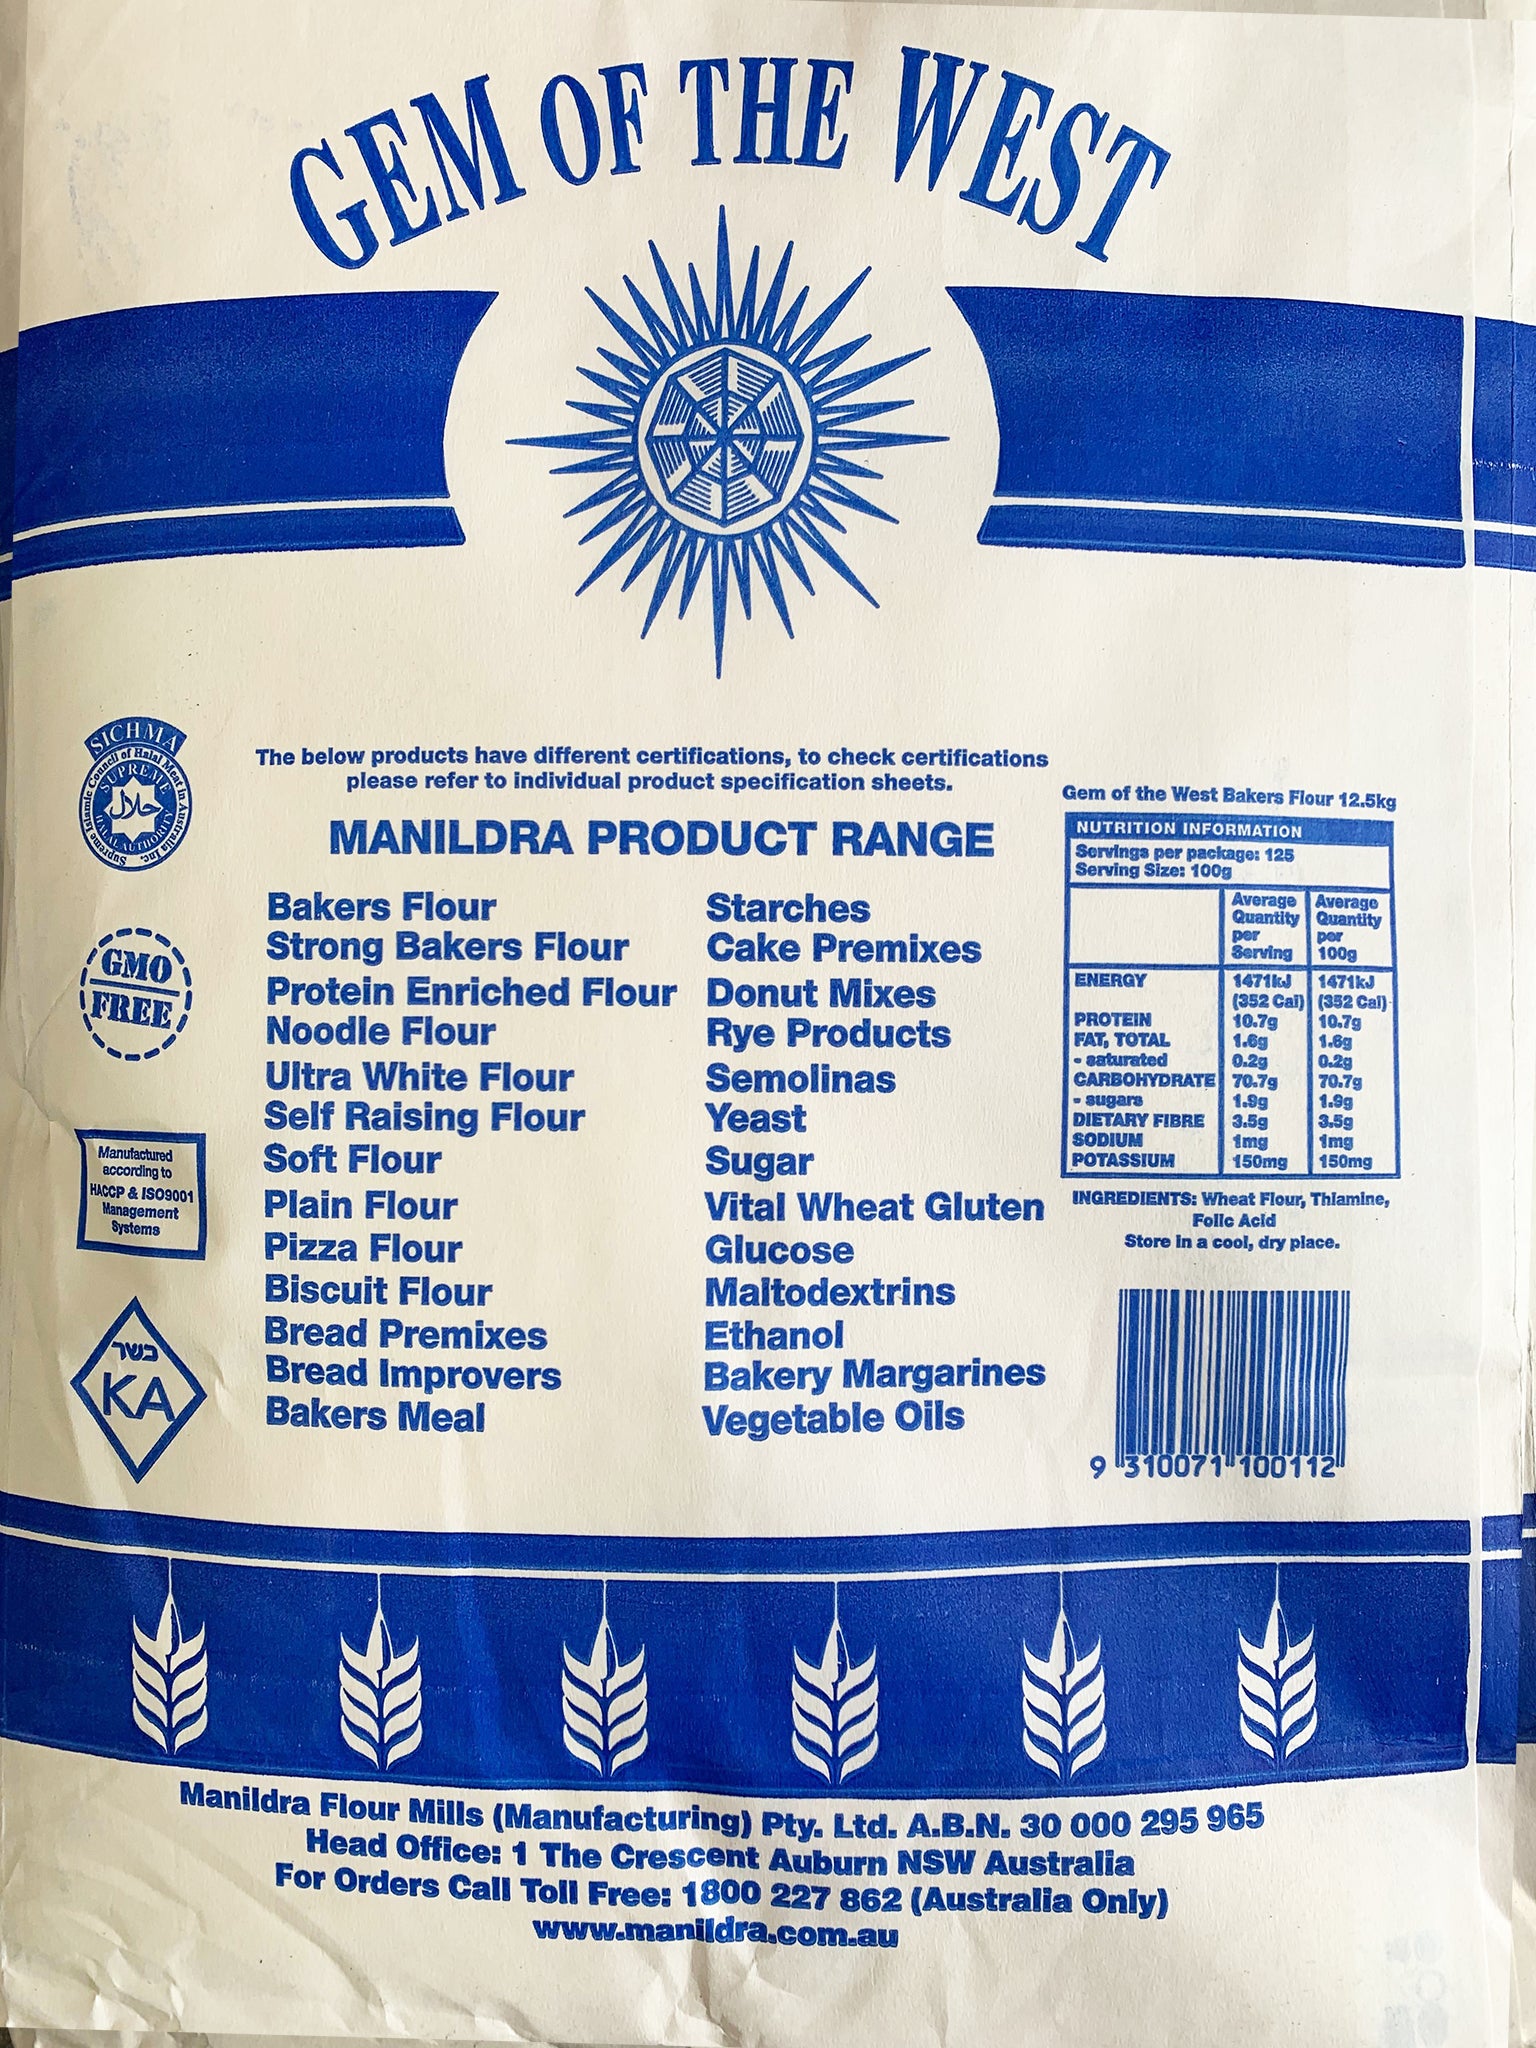 GEM OF THE WEST
SICHMA
Supreme Islamic Council of Halal Meat in Australia Inc.
SUPREME
حلال
HALAL AUTHORITY
GMO
FREE
Manufactured
according to
HACCP & ISO9001
Management
Systems
כשר
KA
The below products have different certifications, to check certifications
please refer to individual product specification sheets.
MANILDRA PRODUCT RANGE
Bakers Flour
Strong Bakers Flour
Protein Enriched Flour
Noodle Flour
Ultra White Flour
Self Raising Flour
Soft Flour
Plain Flour
Pizza Flour
Biscuit Flour
Bread Premixes
Bread Improvers
Bakers Meal
Starches
Cake Premixes
Donut Mixes
Rye Products
Semolinas
Yeast
Sugar
Vital Wheat Gluten
Glucose
Maltodextrins
Ethanol
Bakery Margarines
Vegetable Oils
Gem of the West Bakers Flour 12.5kg
NUTRITION INFORMATION
Servings per package: 125
Serving Size: 100g
Average Average
Quantity Quantity
per per
Serving 100g
ENERGY 1471kJ 1471kJ
(352 Cal) (352 Cal)
PROTEIN 10.7g 10.7g
FAT, TOTAL 1.6g 1.6g
- saturated 0.2g 0.2g
CARBOHYDRATE 70.7g 70.7g
- sugars 1.9g 1.9g
DIETARY FIBRE 3.5g 3.5g
SODIUM 1mg 1mg
POTASSIUM 150mg 150mg
INGREDIENTS: Wheat Flour, Thiamine,
Folic Acid
Store in a cool, dry place.
9 310071 100112
Manildra Flour Mills (Manufacturing) Pty. Ltd. A.B.N. 30 000 295 965
Head Office: 1 The Crescent Auburn NSW Australia
For Orders Call Toll Free: 1800 227 862 (Australia Only)
www.manildra.com.au